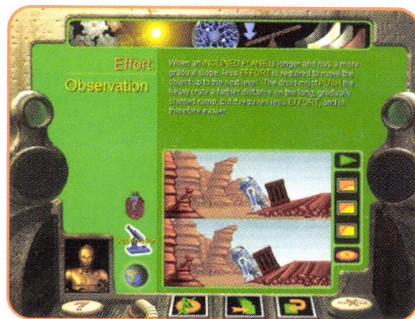 Effort
Observation
When an INCLINED PLANE is longer and has a more
gradual slope, less EFFORT is required to move the
object up to the next level. The droid must PUSH the
heavy crate a farther distance on the long, gradually
slanted ramp, but it requires less EFFORT, and is
therefore easier.
Observation